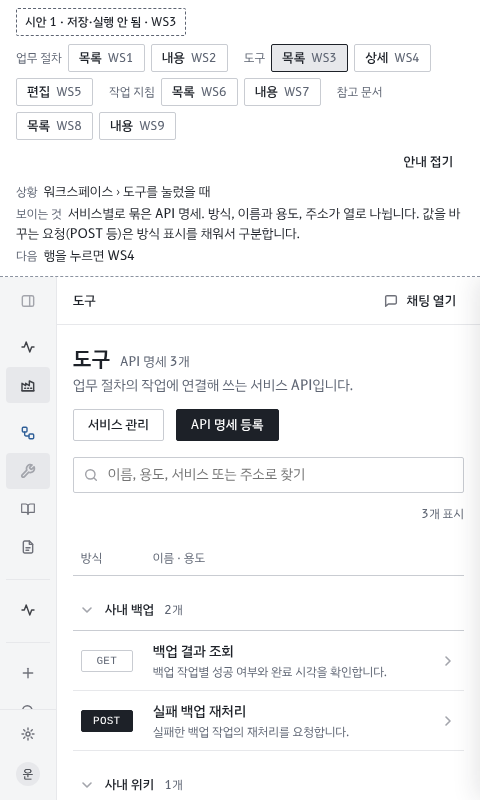 시안 1 · 저장·실행 안 됨 · WS3
업무 절차 목록 WS1 내용 WS2 도구 목록 WS3 상세 WS4
편집 WS5 작업 지침 목록 WS6 내용 WS7 참고 문서
목록 WS8 내용 WS9
안내 접기
상황 워크스페이스 › 도구를 눌렀을 때
보이는 것 서비스별로 묶은 API 명세. 방식, 이름과 용도, 주소가 열로 나뉩니다. 값을 바
꾸는 요청(POST 등)은 방식 표시를 채워서 구분합니다.
다음 행을 누르면 WS4
도구
채팅 열기
도구 API 명세 3개
업무 절차의 작업에 연결해 쓰는 서비스 API입니다.
서비스 관리 API 명세 등록
이름, 용도, 서비스 또는 주소로 찾기
3개 표시
방식 이름 · 용도
사내 백업 2개
GET 백업 결과 조회
백업 작업별 성공 여부와 완료 시각을 확인합니다.
POST 실패 백업 재처리
실패한 백업 작업의 재처리를 요청합니다.
사내 위키 1개
운